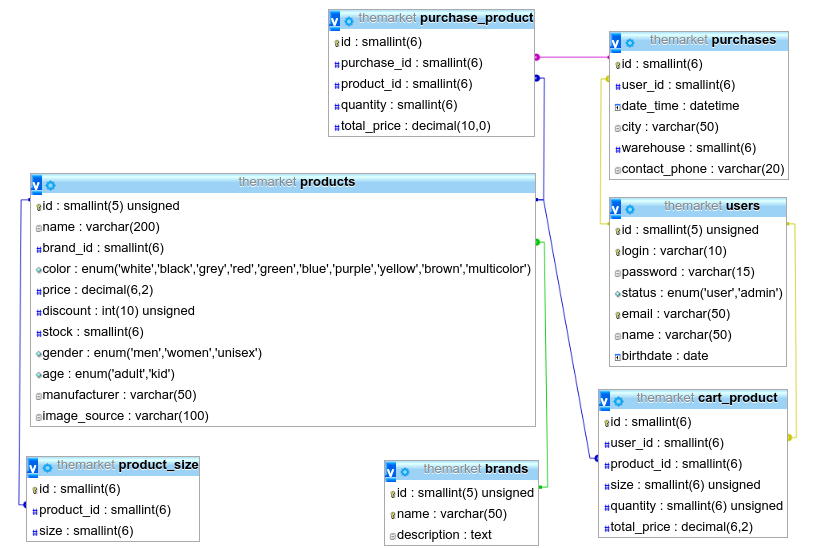 themarket purchase_product
id : smallint(6)
purchase_id : smallint(6)
product_id : smallint(6)
quantity : smallint(6)
total_price : decimal(10,0)
themarket purchases
id : smallint(6)
user_id : smallint(6)
date_time : datetime
city : varchar(50)
warehouse : smallint(6)
contact_phone : varchar(20)
themarket products
id : smallint(5) unsigned
name : varchar(200)
brand_id : smallint(6)
color : enum('white','black','grey','red','green','blue','purple','yellow','brown','multicolor')
price : decimal(6,2)
discount : int(10) unsigned
stock : smallint(6)
gender : enum('men','women','unisex')
age : enum('adult','kid')
manufacturer : varchar(50)
image_source : varchar(100)
themarket users
id : smallint(5) unsigned
login : varchar(10)
password : varchar(15)
status : enum('user','admin')
email : varchar(50)
name : varchar(50)
birthdate : date
themarket cart_product
id : smallint(6)
user_id : smallint(6)
product_id : smallint(6)
size : smallint(6) unsigned
quantity : smallint(6) unsigned
total_price : decimal(6,2)
themarket product_size
id : smallint(6)
product_id : smallint(6)
size : smallint(6)
themarket brands
id : smallint(5) unsigned
name : varchar(50)
description : text